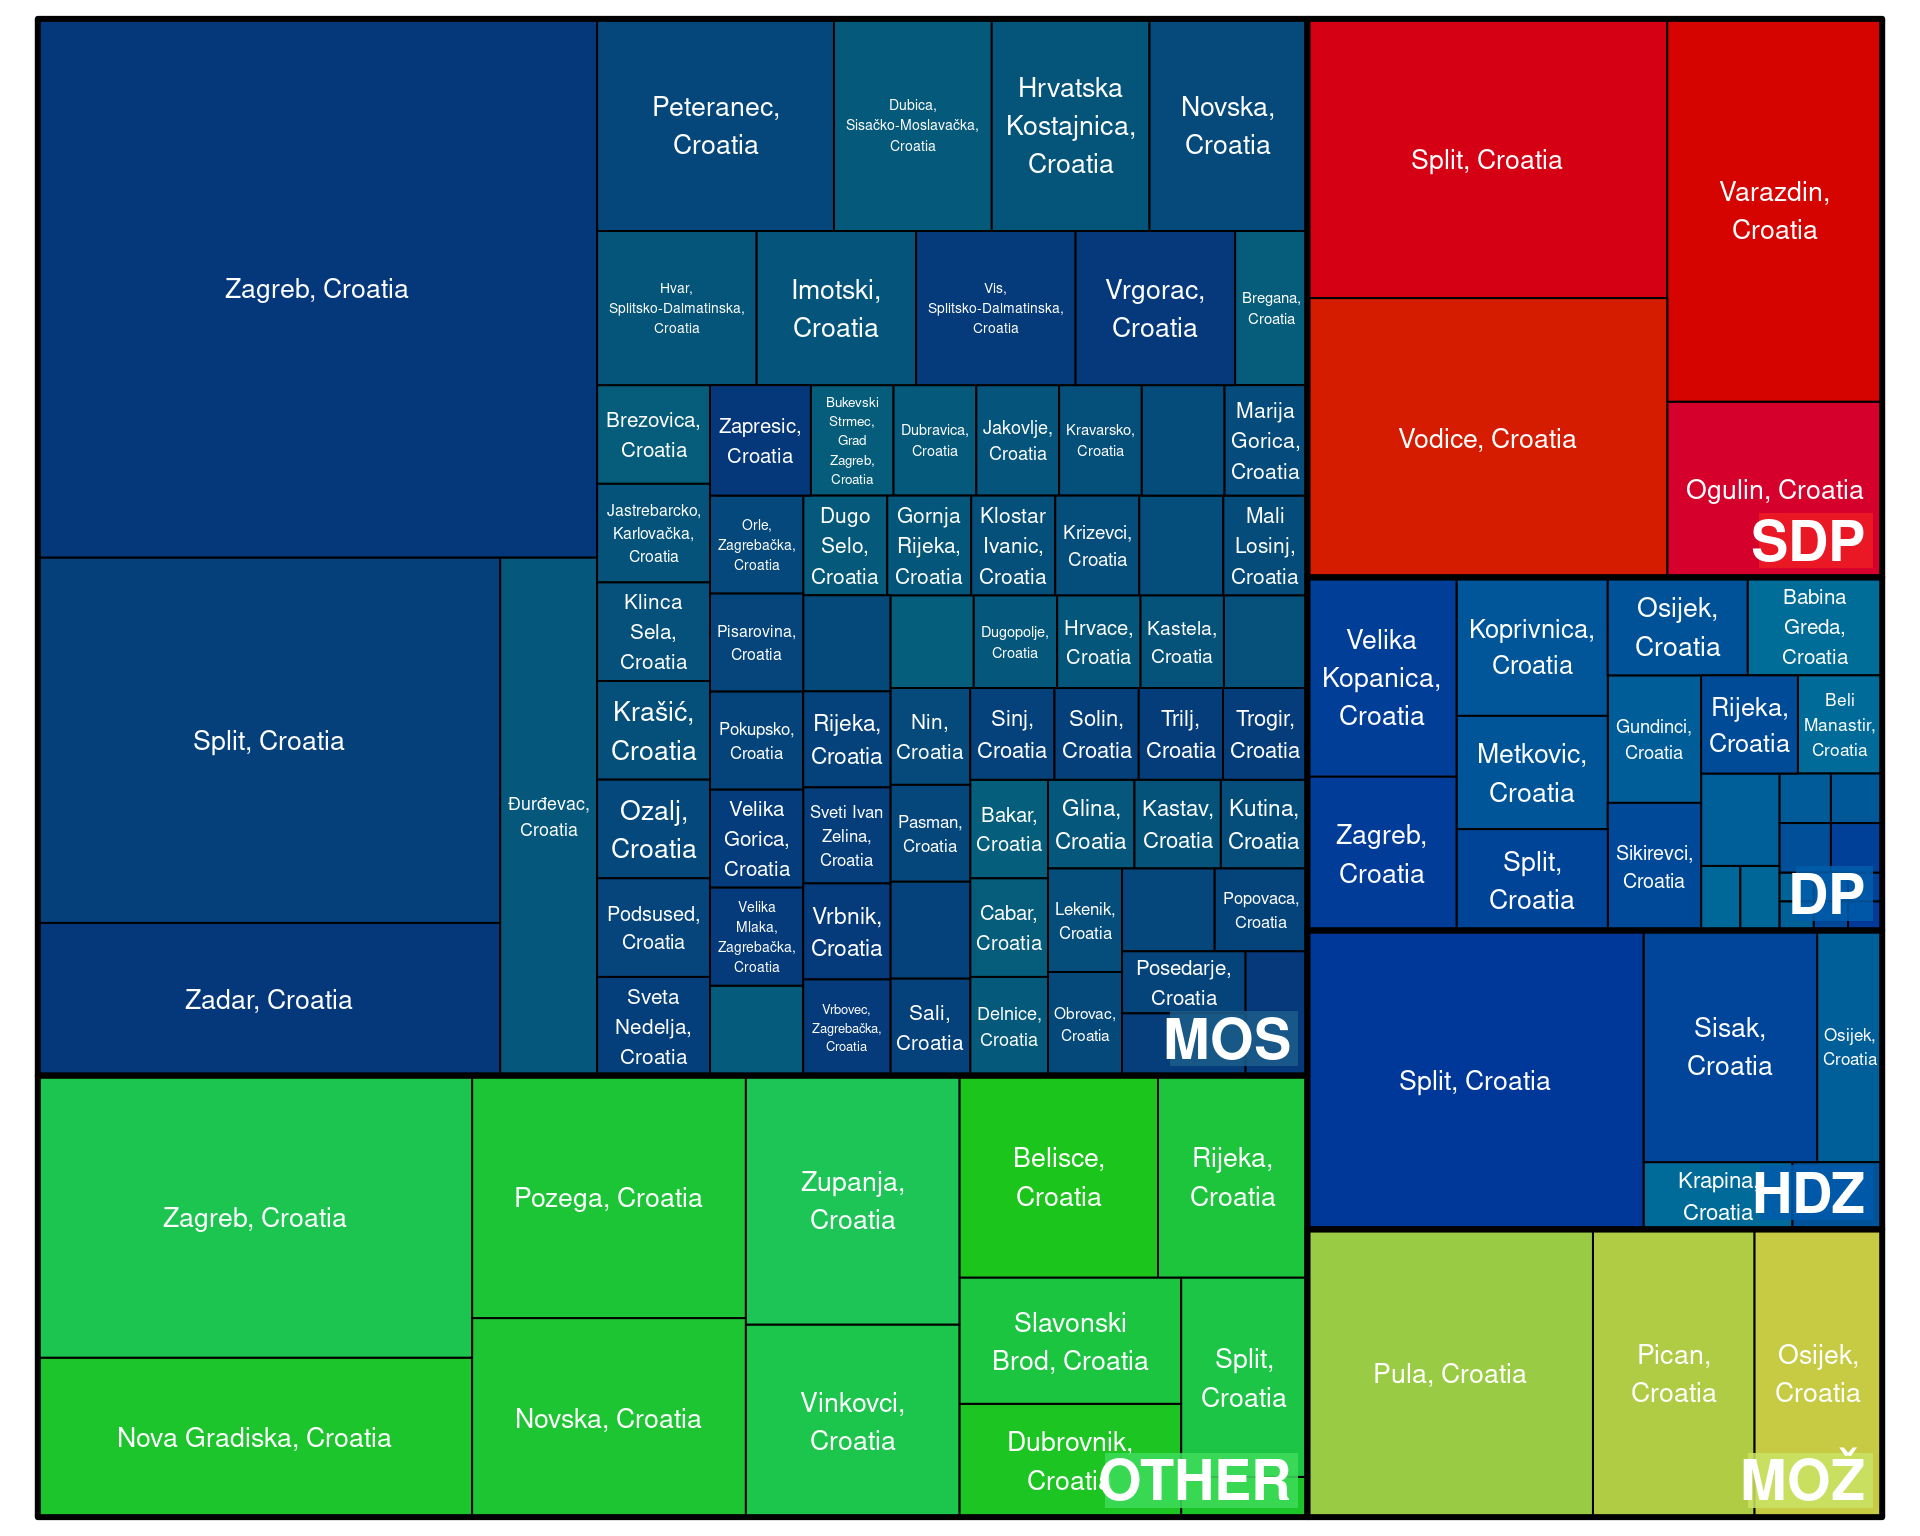 Zagreb, Croatia
Peteranec,
Croatia
Dubica,
Sisačko-Moslavačka,
Croatia
Hrvatska
Kostajnica,
Croatia
Novska,
Croatia
Hvar,
Splitsko-Dalmatinska,
Croatia
Imotski,
Croatia
Vis,
Splitsko-Dalmatinska,
Croatia
Vrgorac,
Croatia
Bregana,
Croatia
Brezovica,
Croatia
Zapresic,
Croatia
Bukevski
Strmec,
Grad
Zagreb,
Croatia
Dubravica,
Croatia
Jakovlje,
Croatia
Kravarsko,
Croatia
Marija
Gorica,
Croatia
Jastrebarcko,
Karlovačka,
Croatia
Orle,
Zagrebačka,
Croatia
Dugo
Selo,
Croatia
Gornja
Rijeka,
Croatia
Klostar
Ivanic,
Croatia
Krizevci,
Croatia
Mali
Losinj,
Croatia
Split, Croatia
Đurđevac,
Croatia
Zadar, Croatia
Klinca
Sela,
Croatia
Pisarovina,
Croatia
Dugopolje,
Croatia
Hrvace,
Croatia
Kastela,
Croatia
Krašić,
Croatia
Pokupsko,
Croatia
Rijeka,
Croatia
Nin,
Croatia
Sinj,
Croatia
Solin,
Croatia
Trilj,
Croatia
Trogir,
Croatia
Ozalj,
Croatia
Velika
Gorica,
Croatia
Sveti Ivan
Zelina,
Croatia
Pasman,
Croatia
Bakar,
Croatia
Glina,
Croatia
Kastav,
Croatia
Kutina,
Croatia
Podsused,
Croatia
Velika
Mlaka,
Zagrebačka,
Croatia
Vrbnik,
Croatia
Cabar,
Croatia
Lekenik,
Croatia
Popovaca,
Croatia
Posedarje,
Croatia
Sveta
Nedelja,
Croatia
Vrbovec,
Zagrebačka,
Croatia
Sali,
Croatia
Delnice,
Croatia
Obrovac,
Croatia
MOS
Split, Croatia
Varazdin,
Croatia
Vodice, Croatia
Ogulin, Croatia
SDP
Velika
Kopanica,
Croatia
Koprivnica,
Croatia
Osijek,
Croatia
Babina
Greda,
Croatia
Metkovic,
Croatia
Gundinci,
Croatia
Rijeka,
Croatia
Beli
Manastir,
Croatia
Zagreb,
Croatia
Split,
Croatia
Sikirevci,
Croatia
DP
Split, Croatia
Sisak,
Croatia
Osijek,
Croatia
Krapina,
Croatia
HDZ
Zagreb, Croatia
Nova Gradiska, Croatia
Pozega, Croatia
Novska, Croatia
Zupanja,
Croatia
Vinkovci,
Croatia
Belisce,
Croatia
Rijeka,
Croatia
Slavonski
Brod, Croatia
Split,
Croatia
Dubrovnik,
Croatia
OTHER
Pula, Croatia
Pican,
Croatia
Osijek,
Croatia
MOŽ